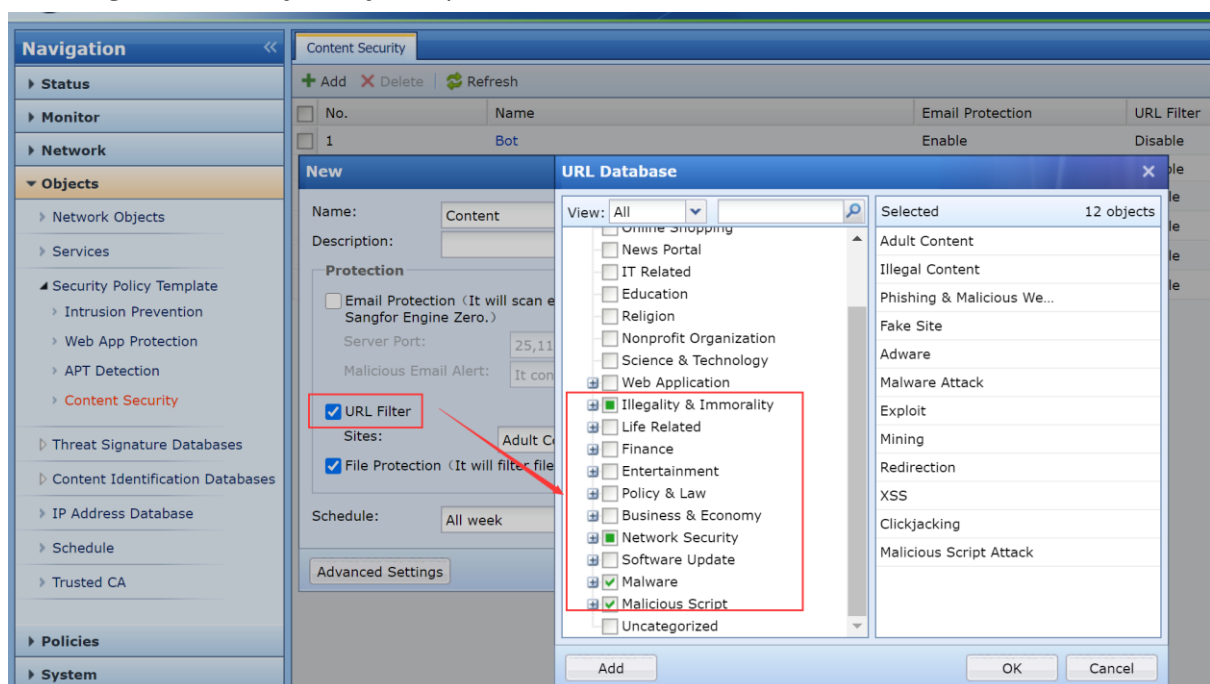 Navigation
Status
Monitor
Network
Objects
Network Objects
Services
Security Policy Template
Intrusion Prevention
Web App Protection
APT Detection
Content Security
Threat Signature Databases
Content Identification Databases
IP Address Database
Schedule
Trusted CA
Policies
System
Content Security
Add Delete Refresh
No. Name Email Protection URL Filter
1 Bot Enable Disable
New
Name: Content
Description:
Protection
Email Protection (It will scan e
Sangfor Engine Zero.)
Server Port: 25,11
Malicious Email Alert: It con
URL Filter
Sites: Adult Co
File Protection (It will filter file
Schedule: All week
Advanced Settings
URL Database
View: All
Online Shopping
News Portal
IT Related
Education
Religion
Nonprofit Organization
Science & Technology
Web Application
Illegality & Immorality
Life Related
Finance
Entertainment
Policy & Law
Business & Economy
Network Security
Software Update
Malware
Malicious Script
Uncategorized
Selected 12 objects
Adult Content
Illegal Content
Phishing & Malicious We...
Fake Site
Adware
Malware Attack
Exploit
Mining
Redirection
XSS
Clickjacking
Malicious Script Attack
Add OK Cancel